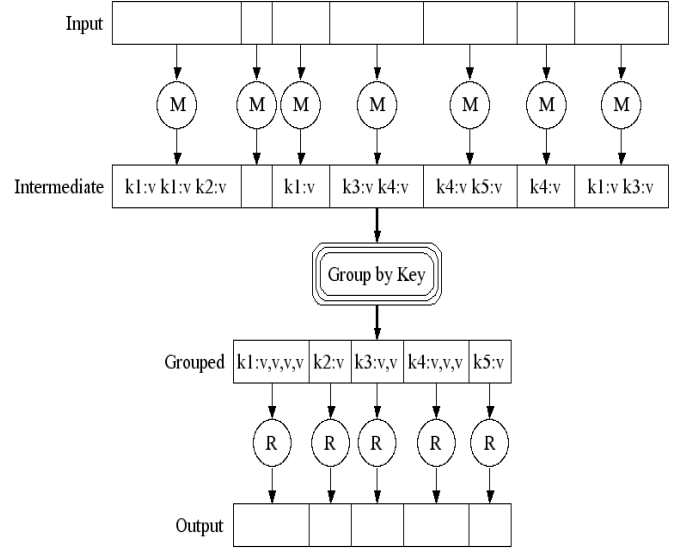 Input
M M M M M M M
Intermediate k1:v k1:v k2:v k1:v k3:v k4:v k4:v k5:v k4:v k1:v k3:v
Group by Key
Grouped k1:v,v,v,v k2:v k3:v,v k4:v,v,v k5:v
R R R R R
Output